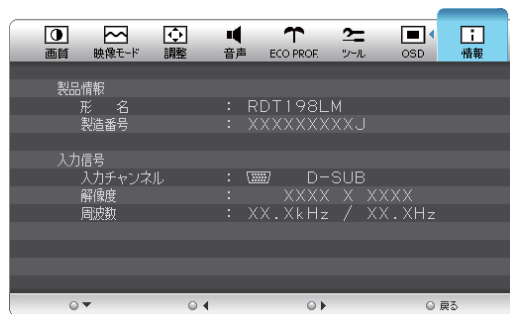 画質 映像モード 調整 音声 ECO PROF. ツール OSD 情報
製品情報
形 名 : RDT198LM
製造番号 : XXXXXXXXXJ
入力信号
入力チャンネル : D-SUB
解像度 : XXXX X XXXX
周波数 : XX.XkHz / XX.XHz
戻る